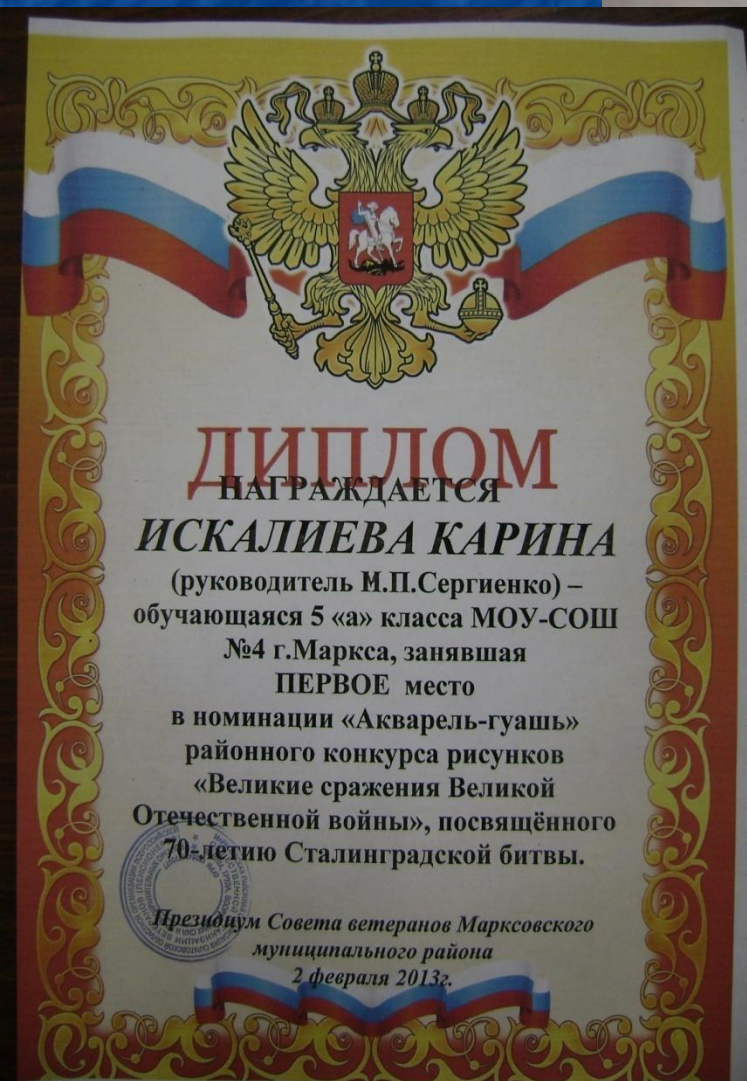 ДИПЛОМ
НАГРАЖДАЕТСЯ
ИСКАЛИЕВА КАРИНА
(руководитель М.П.Сергиенко) –
обучающаяся 5 «а» класса МОУ-СОШ
№4 г.Маркса, занявшая
ПЕРВОЕ место
в номинации «Акварель-гуашь»
районного конкурса рисунков
«Великие сражения Великой
Отечественной войны», посвящённого
70-летию Сталинградской битвы.
Президиум Совета ветеранов Марксовского
муниципального района
2 февраля 2013г.